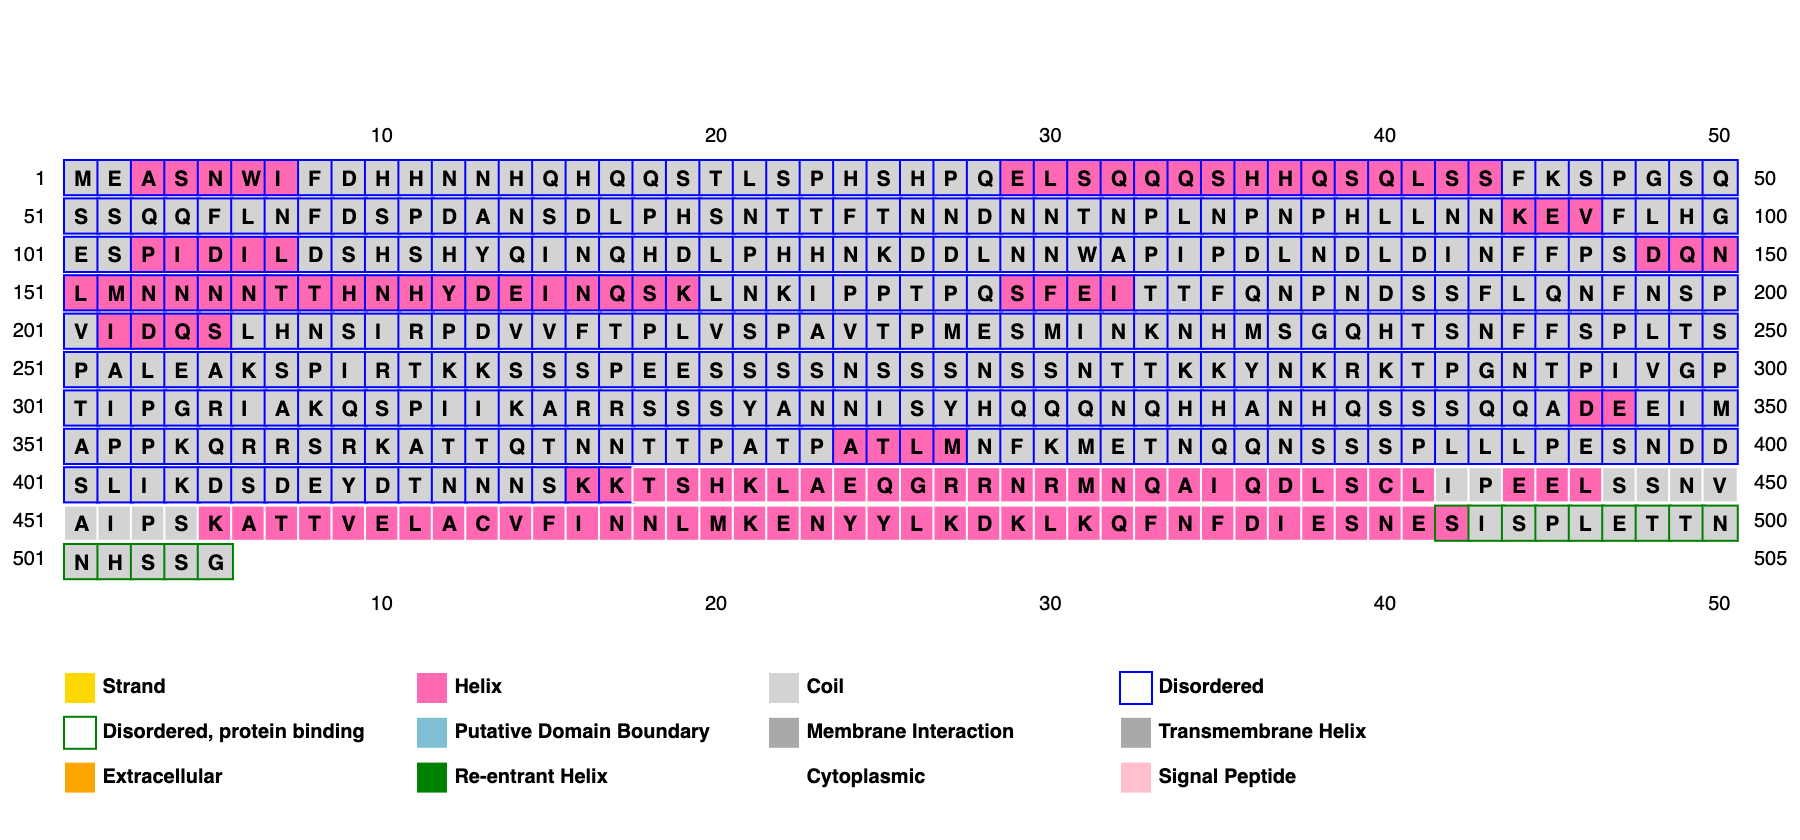 10 20 30 40 50
1 M E A S N W I F D H H N N H Q H Q Q S T L S P H S H P Q E L S Q Q Q S H H Q S Q L S S F K S P G S Q 50
51 S S Q Q F L N F D S P D A N S D L P H S N T T F T N N D N N T N P L N P N P H L L N N K E V F L H G 100
101 E S P I D I L D S H S H Y Q I N Q H D L P H H N K D D L N N W A P I P D L N D L D I N F F P S D Q N 150
151 L M N N N N T T H N H Y D E I N Q S K L N K I P P T P Q S F E I T T F Q N P N D S S F L Q N F N S P 200
201 V I D Q S L H N S I R P D V V F T P L V S P A V T P M E S M I N K N H M S G Q H T S N F F S P L T S 250
251 P A L E A K S P I R T K K S S S P E E S S S S N S S S N S S N T T K K Y N K R K T P G N T P I V G P 300
301 T I P G R I A K Q S P I I K A R R S S S Y A N N I S Y H Q Q Q N Q H H A N H Q S S S Q Q A D E E I M 350
351 A P P K Q R R S R K A T T Q T N N T T P A T P A T L M N F K M E T N Q Q N S S S P L L L P E S N D D 400
401 S L I K D S D E Y D T N N N S K K T S H K L A E Q G R R N R M N Q A I Q D L S C L I P E E L S S N V 450
451 A I P S K A T T V E L A C V F I N N L M K E N Y Y L K D K L K Q F N F D I E S N E S I S P L E T T N 500
501 N H S S G 505
10 20 30 40 50
Strand Helix Coil Disordered
Disordered, protein binding Putative Domain Boundary Membrane Interaction Transmembrane Helix
Extracellular Re-entrant Helix Cytoplasmic Signal Peptide